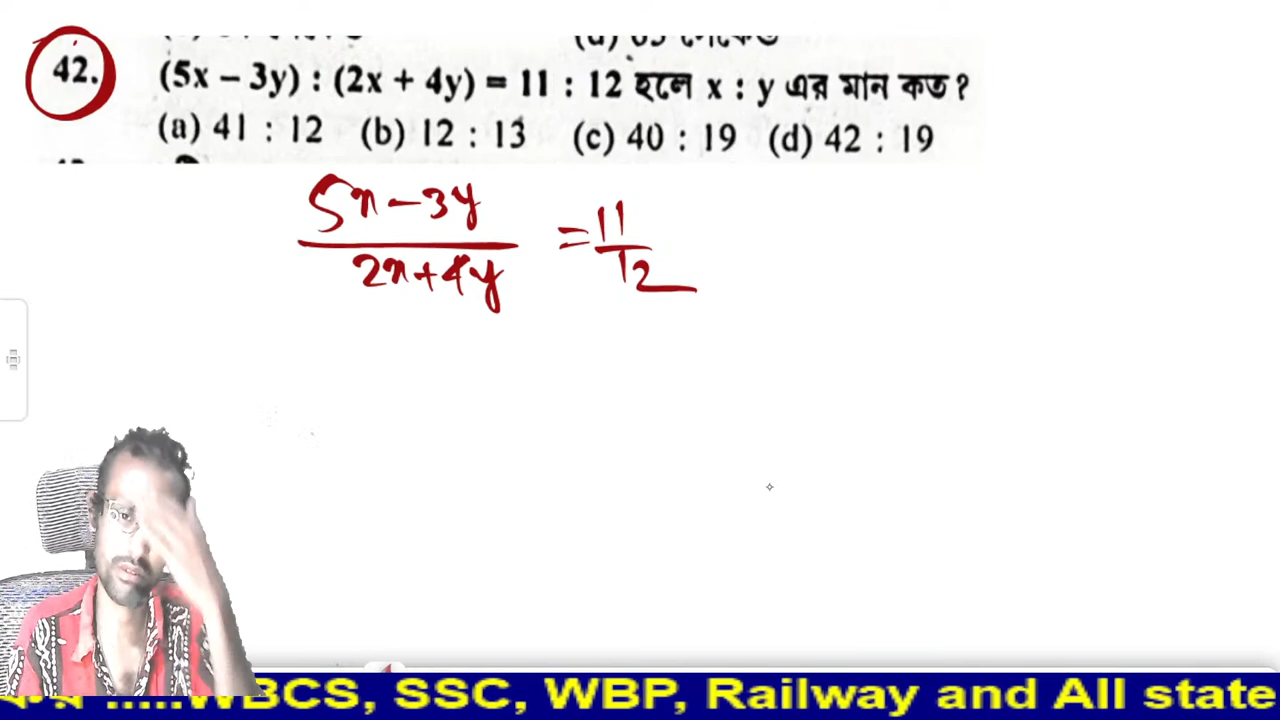 42. (5x − 3y) : (2x + 4y) = 11 : 12 হলে x : y এর মান কত ?
(a) 41 : 12 (b) 12 : 13 (c) 40 : 19 (d) 42 : 19
5x − 3y
2x + 4y
= 11
12
.....WBCS, SSC, WBP, Railway and All state